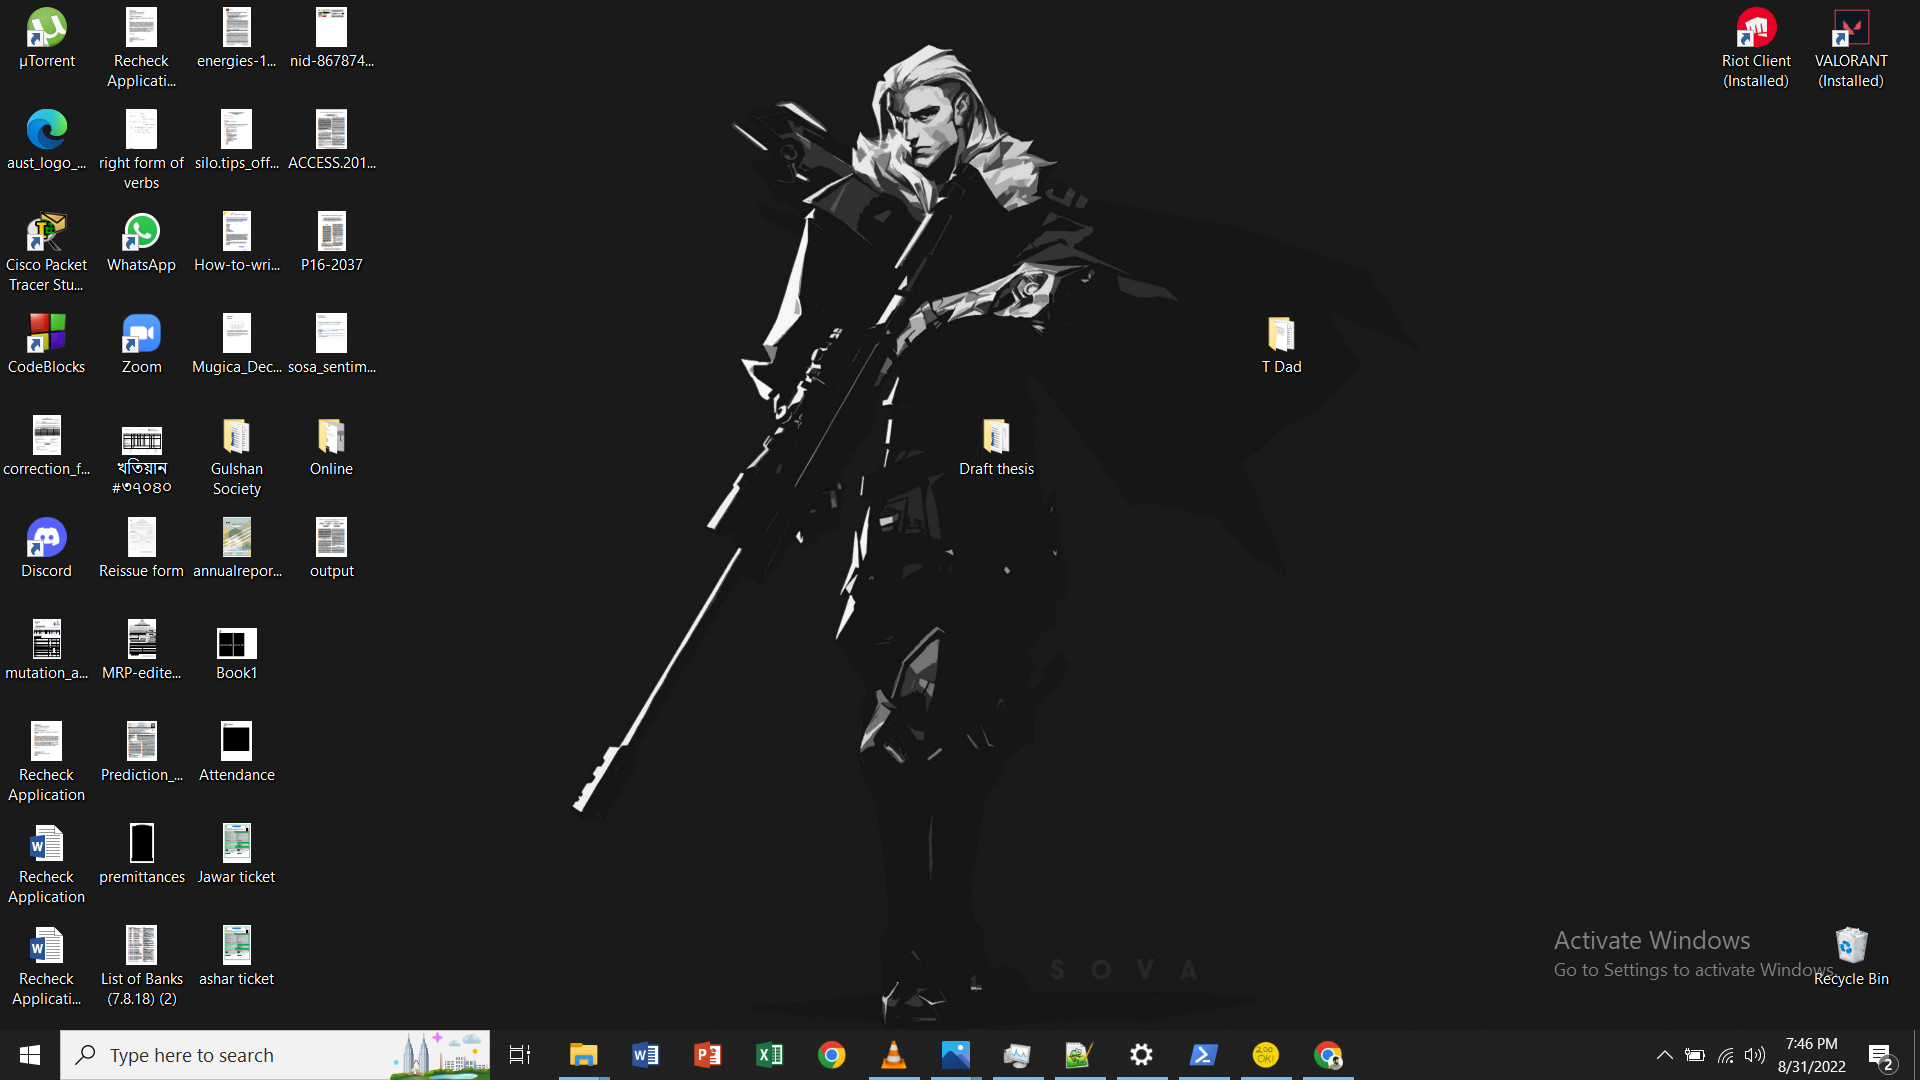 µTorrent
Recheck
Applicati...
energies-1...
nid-867874...
Riot Client
(Installed)
VALORANT
(Installed)
aust_logo_...
right form of
verbs
silo.tips_off...
ACCESS.201...
Cisco Packet
Tracer Stu...
WhatsApp
How-to-wri...
P16-2037
CodeBlocks
Zoom
Mugica_Dec...
sosa_sentim...
T Dad
correction_f...
খতিয়ান
#৩৭০৪০
Gulshan
Society
Online
Draft thesis
Discord
Reissue form
annualrepor...
output
mutation_a...
MRP-edite...
Book1
Recheck
Application
Prediction_...
Attendance
Recheck
Application
premittances
Jawar ticket
Recheck
Applicati...
List of Banks
(7.8.18) (2)
ashar ticket
SOVA
Activate Windows
Go to Settings to activate Windows.
Recycle Bin
Type here to search
7:46 PM
8/31/2022
2